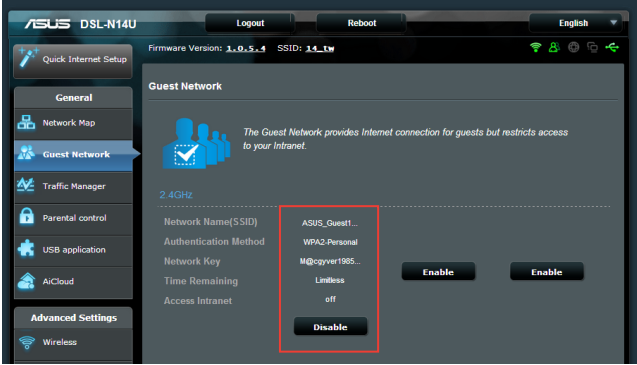 ASUS DSL-N14U Logout Reboot English
Firmware Version: 1.0.5.4 SSID: 14_tw
Quick Internet Setup
General
Network Map
Guest Network
Traffic Manager
Parental control
USB application
AiCloud
Advanced Settings
Wireless
Guest Network
The Guest Network provides Internet connection for guests but restricts access
to your Intranet.
2.4GHz
Network Name(SSID) ASUS_Guest1...
Authentication Method WPA2-Personal
Network Key M@cgyver1985...
Time Remaining Limitless
Access Intranet off
Disable
Enable
Enable